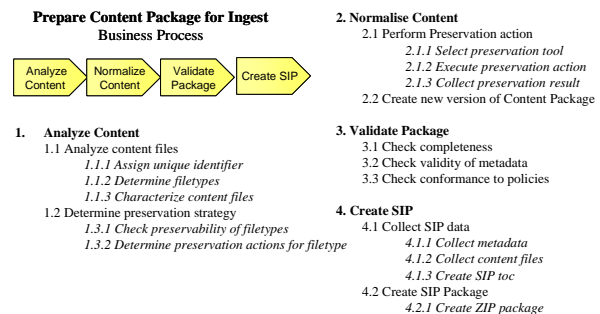 Prepare Content Package for Ingest
Business Process
Analyze
Content
Normalize
Content
Validate
Package
Create SIP
1. Analyze Content
1.1 Analyze content files
1.1.1 Assign unique identifier
1.1.2 Determine filetypes
1.1.3 Characterize content files
1.2 Determine preservation strategy
1.3.1 Check preservability of filetypes
1.3.2 Determine preservation actions for filetype
2. Normalise Content
2.1 Perform Preservation action
2.1.1 Select preservation tool
2.1.2 Execute preservation action
2.1.3 Collect preservation result
2.2 Create new version of Content Package
3. Validate Package
3.1 Check completeness
3.2 Check validity of metadata
3.3 Check conformance to policies
4. Create SIP
4.1 Collect SIP data
4.1.1 Collect metadata
4.1.2 Collect content files
4.1.3 Create SIP toc
4.2 Create SIP Package
4.2.1 Create ZIP package